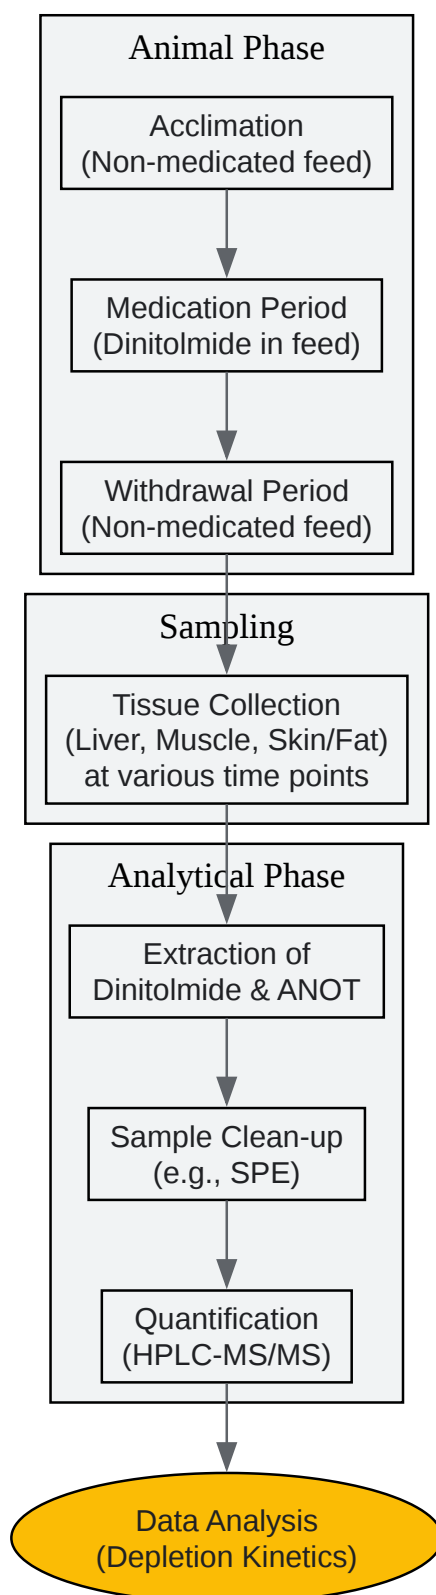 Animal Phase
Acclimation
(Non-medicated feed)
Medication Period
(Dinitolmide in feed)
Withdrawal Period
(Non-medicated feed)
Sampling
Tissue Collection
(Liver, Muscle, Skin/Fat)
at various time points
Analytical Phase
Extraction of
Dinitolmide & ANOT
Sample Clean-up
(e.g., SPE)
Quantification
(HPLC-MS/MS)
Data Analysis
(Depletion Kinetics)